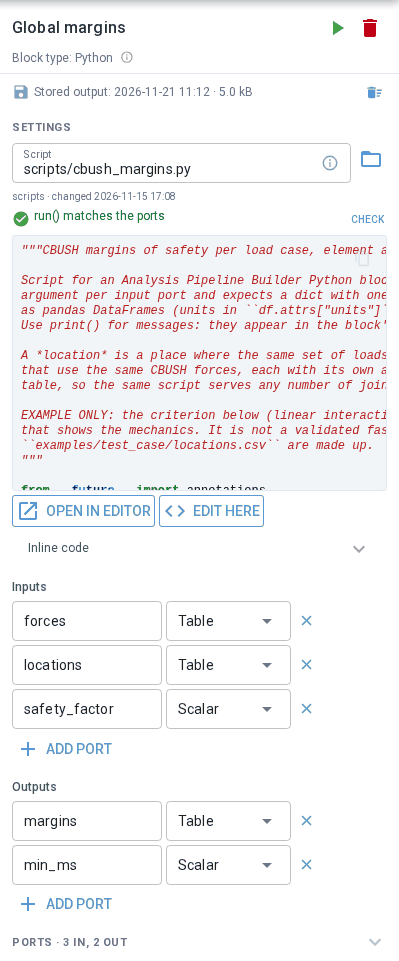 Global margins
Block type: Python
Stored output: 2026-11-21 11:12 · 5.0 kB
SETTINGS
Script
scripts/cbush_margins.py
scripts · changed 2026-11-15 17:08
run() matches the ports
CHECK
"""CBUSH margins of safety per load case, element a
Script for an Analysis Pipeline Builder Python bloc
argument per input port and expects a dict with one
as pandas DataFrames (units in ``df.attrs["units"]`
Use print() for messages: they appear in the block'
A *location* is a place where the same set of loads
that use the same CBUSH forces, each with its own a
table, so the same script serves any number of join
EXAMPLE ONLY: the criterion below (linear interacti
that shows the mechanics. It is not a validated fas
``examples/test_case/locations.csv`` are made up.
"""
from __future__ import annotations
OPEN IN EDITOR
EDIT HERE
Inline code
Inputs
forces Table
locations Table
safety_factor Scalar
ADD PORT
Outputs
margins Table
min_ms Scalar
ADD PORT
PORTS · 3 IN, 2 OUT